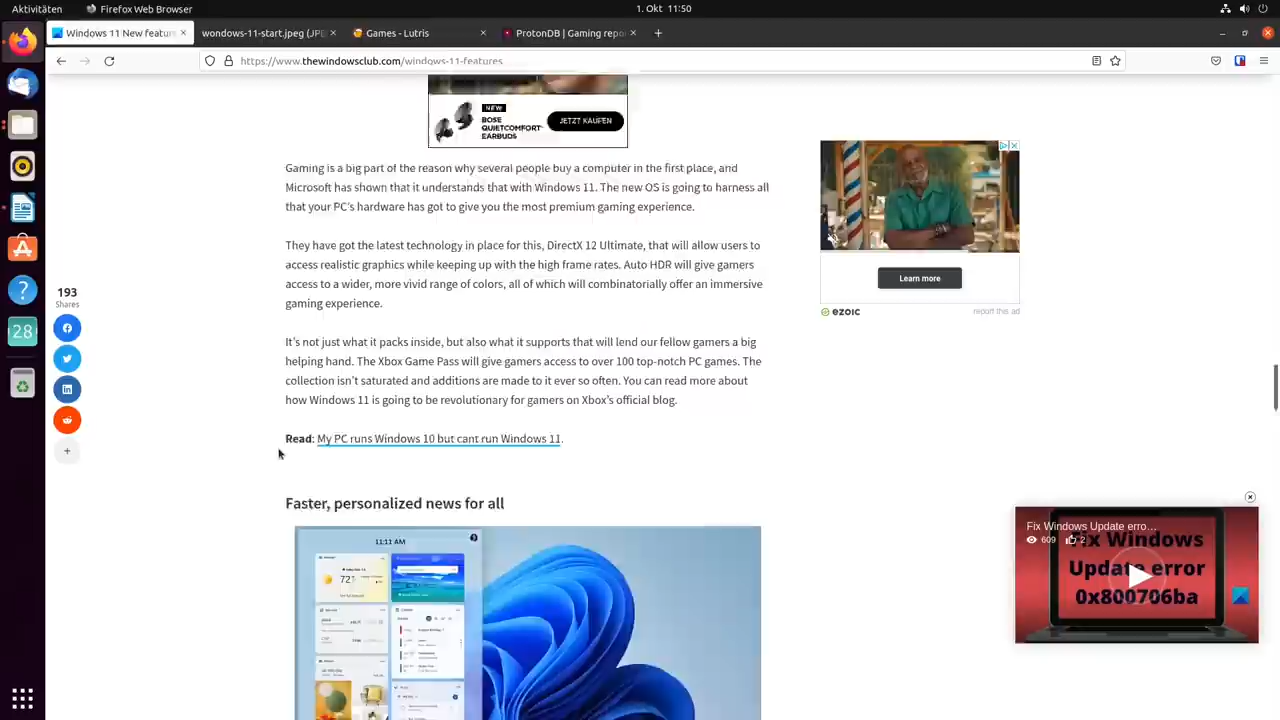 Aktivitäten
Firefox Web Browser
1. Okt 11:50
Windows 11 New feature
wondows-11-start.jpeg (JPE
Games - Lutris
ProtonDB | Gaming repo
https://www.thewindowsclub.com/windows-11-features
NEW
BOSE
QUIETCOMFORT
EARBUDS
JETZT KAUFEN
Gaming is a big part of the reason why several people buy a computer in the first place, and
Microsoft has shown that it understands that with Windows 11. The new OS is going to harness all
that your PC's hardware has got to give you the most premium gaming experience.
They have got the latest technology in place for this, DirectX 12 Ultimate, that will allow users to
access realistic graphics while keeping up with the high frame rates. Auto HDR will give gamers
access to a wider, more vivid range of colors, all of which will combinatorially offer an immersive
gaming experience.
It's not just what it packs inside, but also what it supports that will lend our fellow gamers a big
helping hand. The Xbox Game Pass will give gamers access to over 100 top-notch PC games. The
collection isn't saturated and additions are made to it ever so often. You can read more about
how Windows 11 is going to be revolutionary for gamers on Xbox's official blog.
Read: My PC runs Windows 10 but cant run Windows 11.
Faster, personalized news for all
11:11 AM
72°
193
Shares
28
Learn more
ezoic
report this ad
Fix Windows Update erro...
609
2
Fix Windows
Update error
0x800706ba